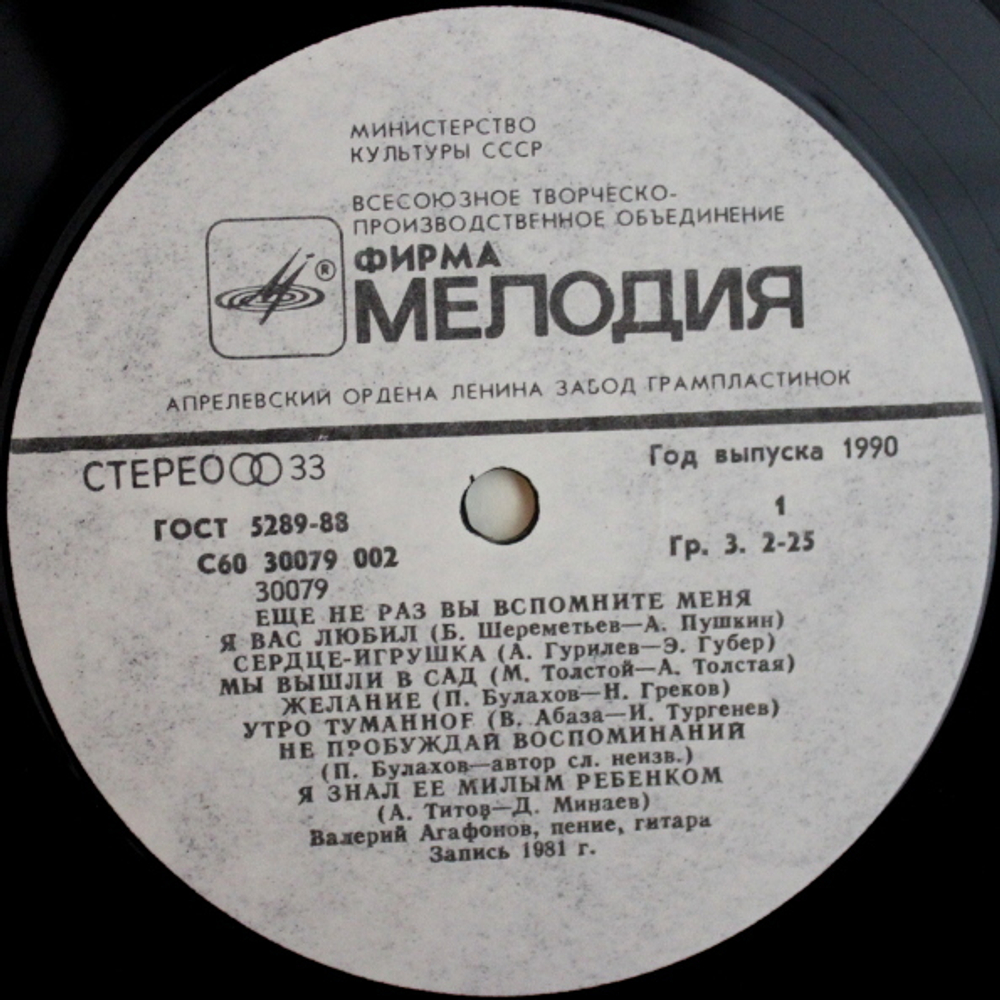 МИНИСТЕРСТВО
КУЛЬТУРЫ СССР
ВСЕСОЮЗНОЕ ТВОРЧЕСКО-
ПРОИЗВОДСТВЕННОЕ ОБЪЕДИНЕНИЕ
®
ФИРМА
МЕЛОДИЯ
АПРЕЛЕВСКИЙ ОРДЕНА ЛЕНИНА ЗАВОД ГРАМПЛАСТИНОК
СТЕРЕО 33
Год выпуска 1990
ГОСТ 5289-88
1
С60 30079 002
Гр. 3. 2-25
30079
ЕЩЕ НЕ РАЗ ВЫ ВСПОМНИТЕ МЕНЯ
Я ВАС ЛЮБИЛ (Б. Шереметьев—А. Пушкин)
СЕРДЦЕ-ИГРУШКА (А. Гурилев—Э. Губер)
МЫ ВЫШЛИ В САД (М. Толстой—А. Толстая)
ЖЕЛАНИЕ (П. Булахов—Н. Греков)
УТРО ТУМАННОЕ (В. Абаза—И. Тургенев)
НЕ ПРОБУЖДАЙ ВОСПОМИНАНИЙ
(П. Булахов—автор сл. неизв.)
Я ЗНАЛ ЕЕ МИЛЫМ РЕБЕНКОМ
(А. Титов—Д. Минаев)
Валерий Агафонов, пение, гитара
Запись 1981 г.